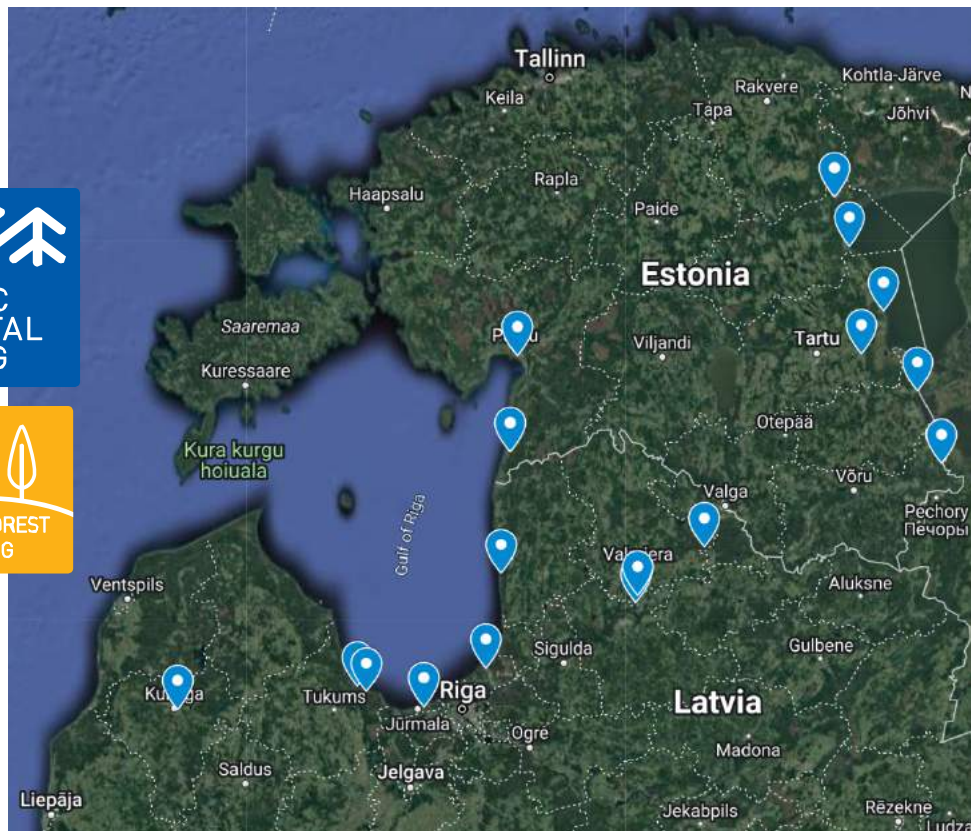 Tallinn
Kohtla-Järve
Rakvere
Keila
Tapa
Jõhvi
Rapla
Haapsalu
Paide
Estonia
Saaremaa
Viljandi
Tartu
Kuressaare
Otepää
Kura kurgu
hoiuala
Võru
Valga
Pechory
Печоры
Gulf of Riga
Ventspils
Aluksne
Sigulda
Gulbene
Tukums
Riga
Latvia
Jūrmala
Ogre
Madona
Saldus
Jelgava
Liepāja
Jekabpils
Rēzekne